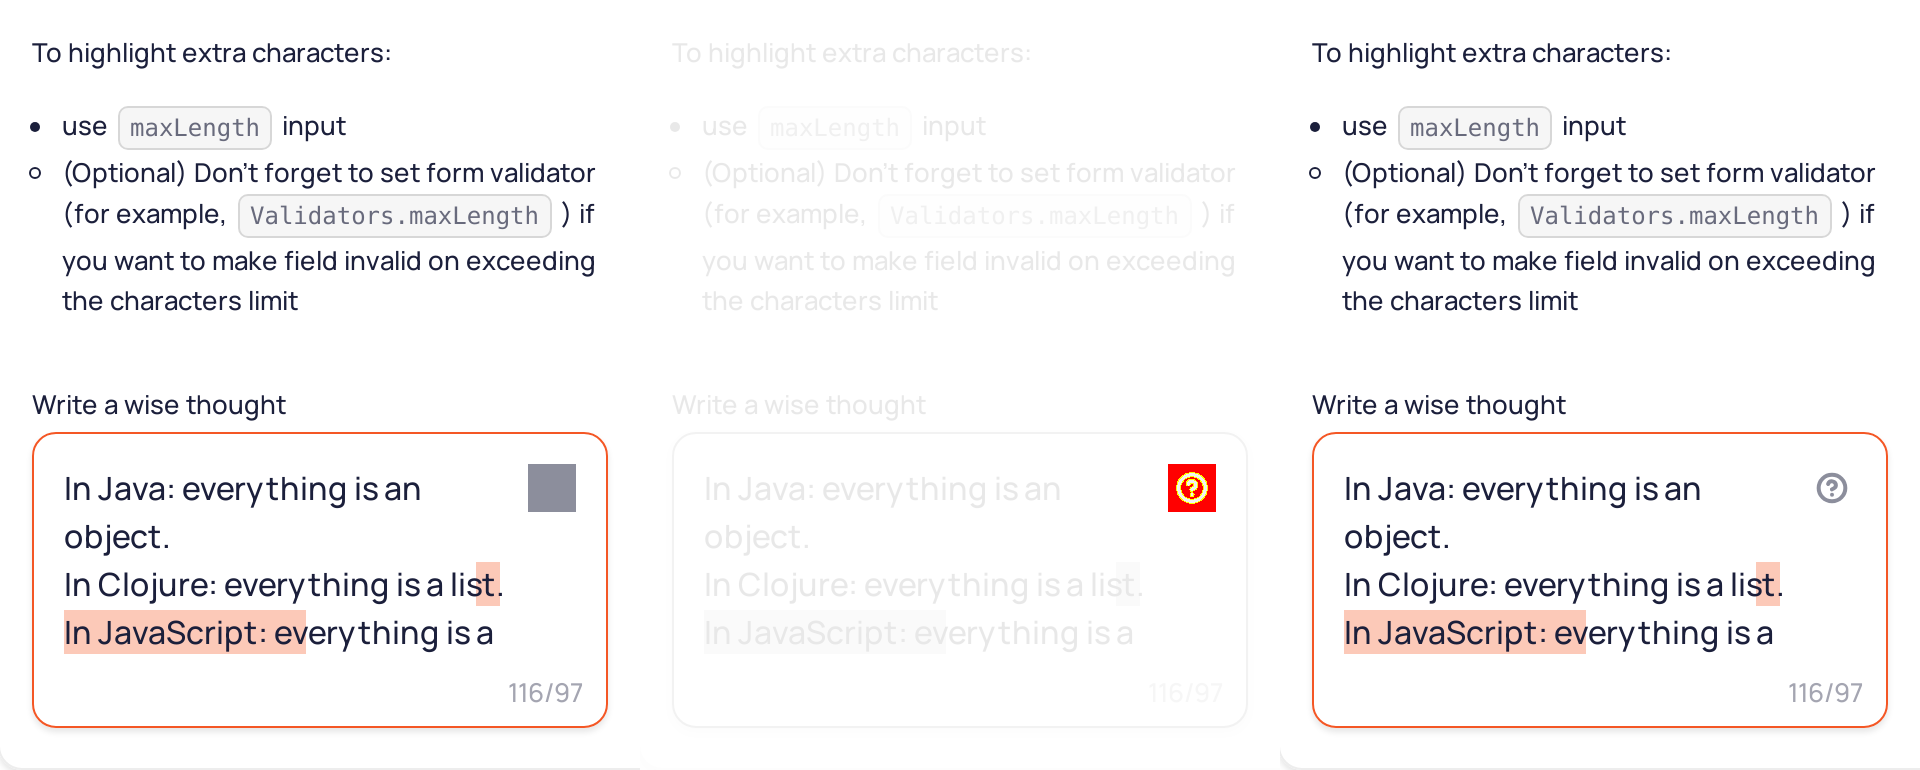 To highlight extra characters:
use maxLength input
(Optional) Don't forget to set form validator
(for example, Validators.maxLength ) if
you want to make field invalid on exceeding
the characters limit
Write a wise thought
In Java: everything is an
object.
In Clojure: everything is a list.
In JavaScript: everything is a
116/97
To highlight extra characters:
use maxLength input
(Optional) Don't forget to set form validator
(for example, Validators.maxLength ) if
you want to make field invalid on exceeding
the characters limit
Write a wise thought
In Java: everything is an
object.
In Clojure: everything is a list.
In JavaScript: everything is a
116/97
To highlight extra characters:
use maxLength input
(Optional) Don't forget to set form validator
(for example, Validators.maxLength ) if
you want to make field invalid on exceeding
the characters limit
Write a wise thought
In Java: everything is an
object.
In Clojure: everything is a list.
In JavaScript: everything is a
116/97